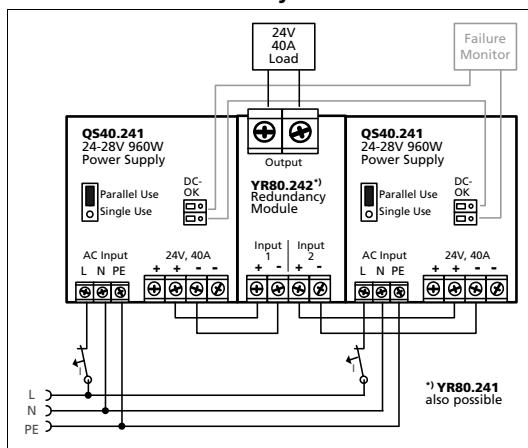 24V
40A
Load
Failure
Monitor
QS40.241
24-28V 960W
Power Supply
DC-
OK
Parallel Use
Single Use
AC Input
L N PE
24V, 40A
+ + - -
Output
YR80.242*)
Redundancy
Module
Input
1
Input
2
+ - + -
QS40.241
24-28V 960W
Power Supply
DC-
OK
Parallel Use
Single Use
AC Input
L N PE
24V, 40A
+ + - -
I
I
L
N
PE
*) YR80.241
also possible